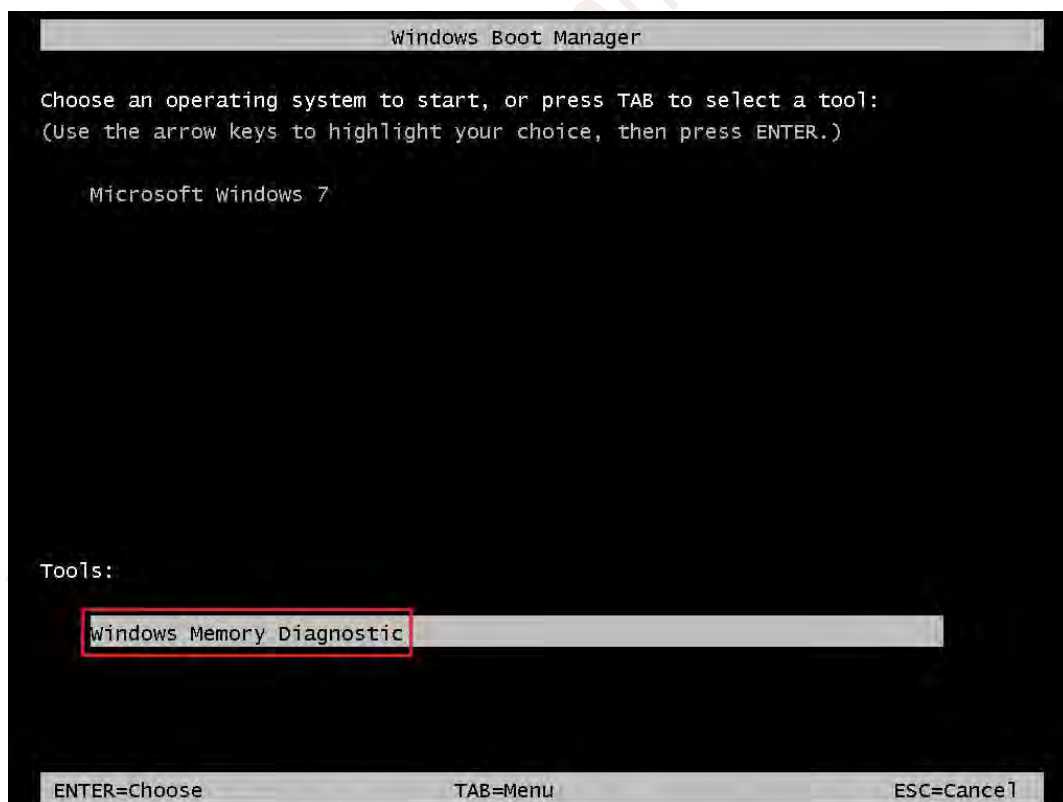 Windows Boot Manager
Choose an operating system to start, or press TAB to select a tool:
(Use the arrow keys to highlight your choice, then press ENTER.)
Microsoft Windows 7
Tools:
Windows Memory Diagnostic
ENTER=Choose TAB=Menu ESC=Cancel